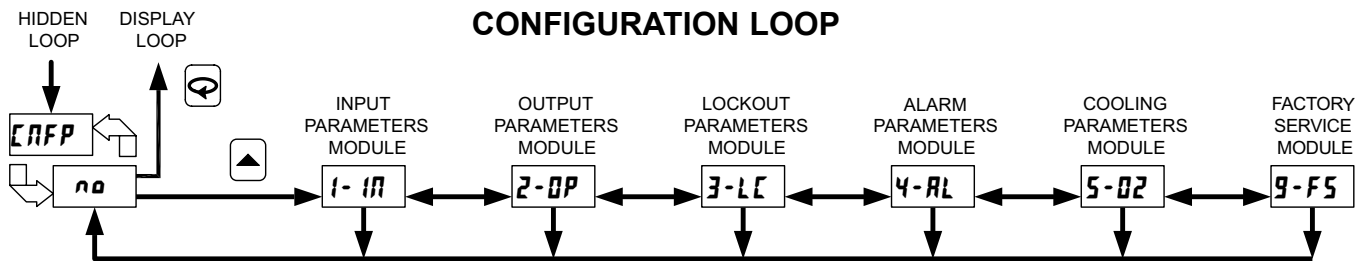 CONFIGURATION LOOP
HIDDEN
LOOP
DISPLAY
LOOP
CNFP
no
INPUT
PARAMETERS
MODULE
1-IN
OUTPUT
PARAMETERS
MODULE
2-OP
LOCKOUT
PARAMETERS
MODULE
3-LC
ALARM
PARAMETERS
MODULE
4-AL
COOLING
PARAMETERS
MODULE
5-O2
FACTORY
SERVICE
MODULE
9-FS